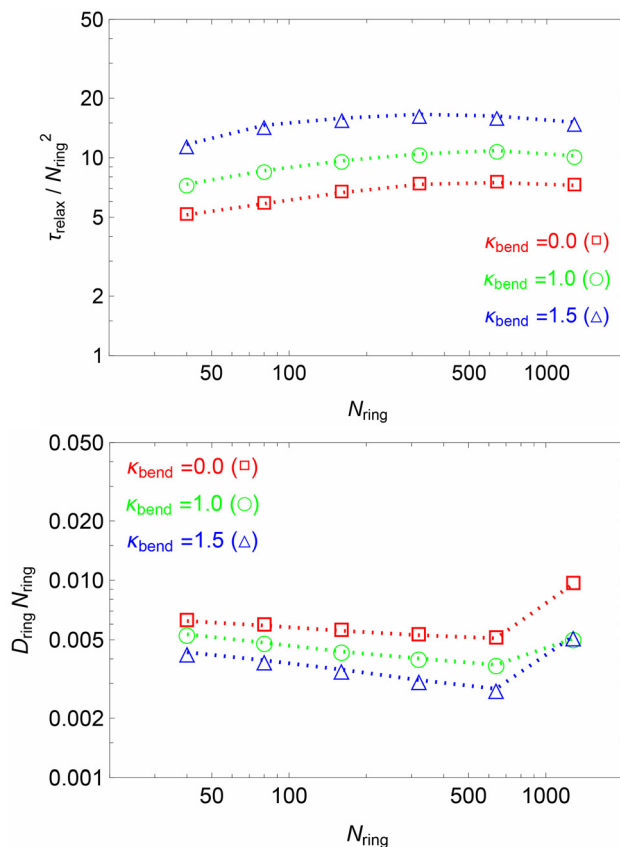 50
20
10
5
2
1
τrelax / Nring²
κbend =0.0 (□)
κbend =1.0 (○)
κbend =1.5 (△)
50 100 500 1000
Nring
0.050
0.020
0.010
0.005
0.002
0.001
Dring Nring
κbend =0.0 (□)
κbend =1.0 (○)
κbend =1.5 (△)
50 100 500 1000
Nring